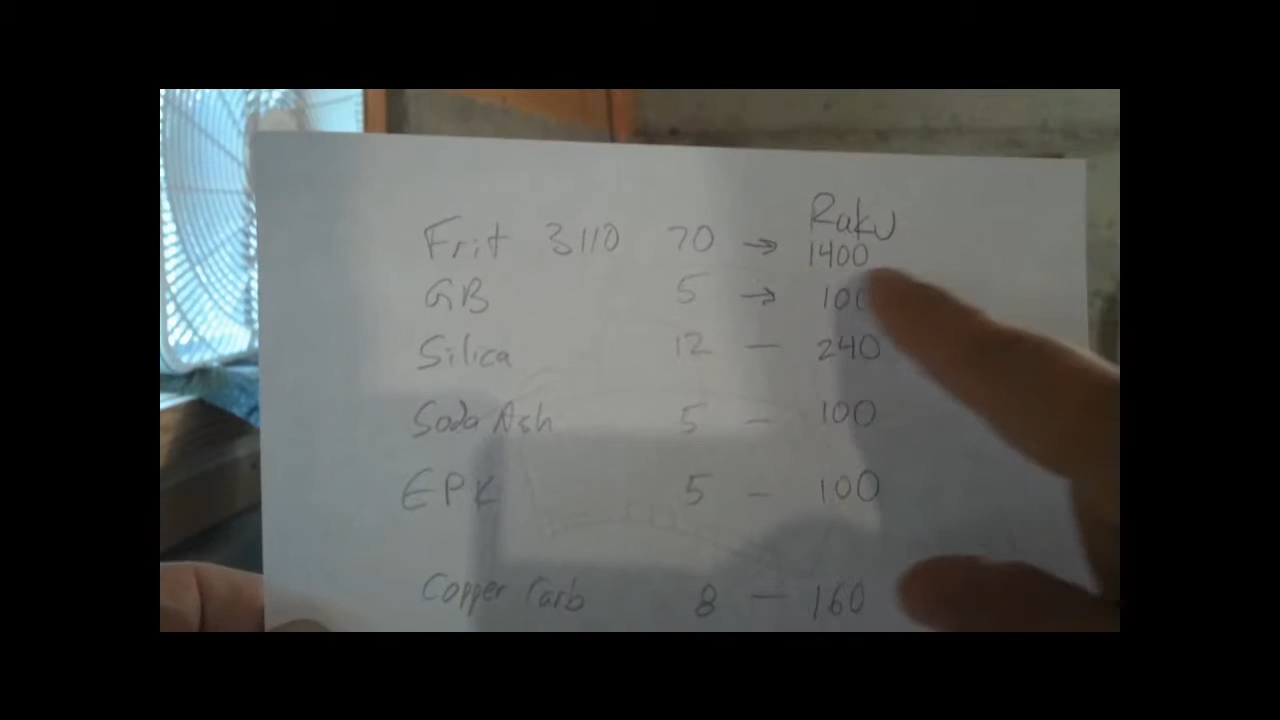 Raku
Frit 3110 70 → 1400
GB 5 → 100
Silica 12 — 240
Soda Ash 5 — 100
EPK 5 — 100
Copper Carb 8 — 160